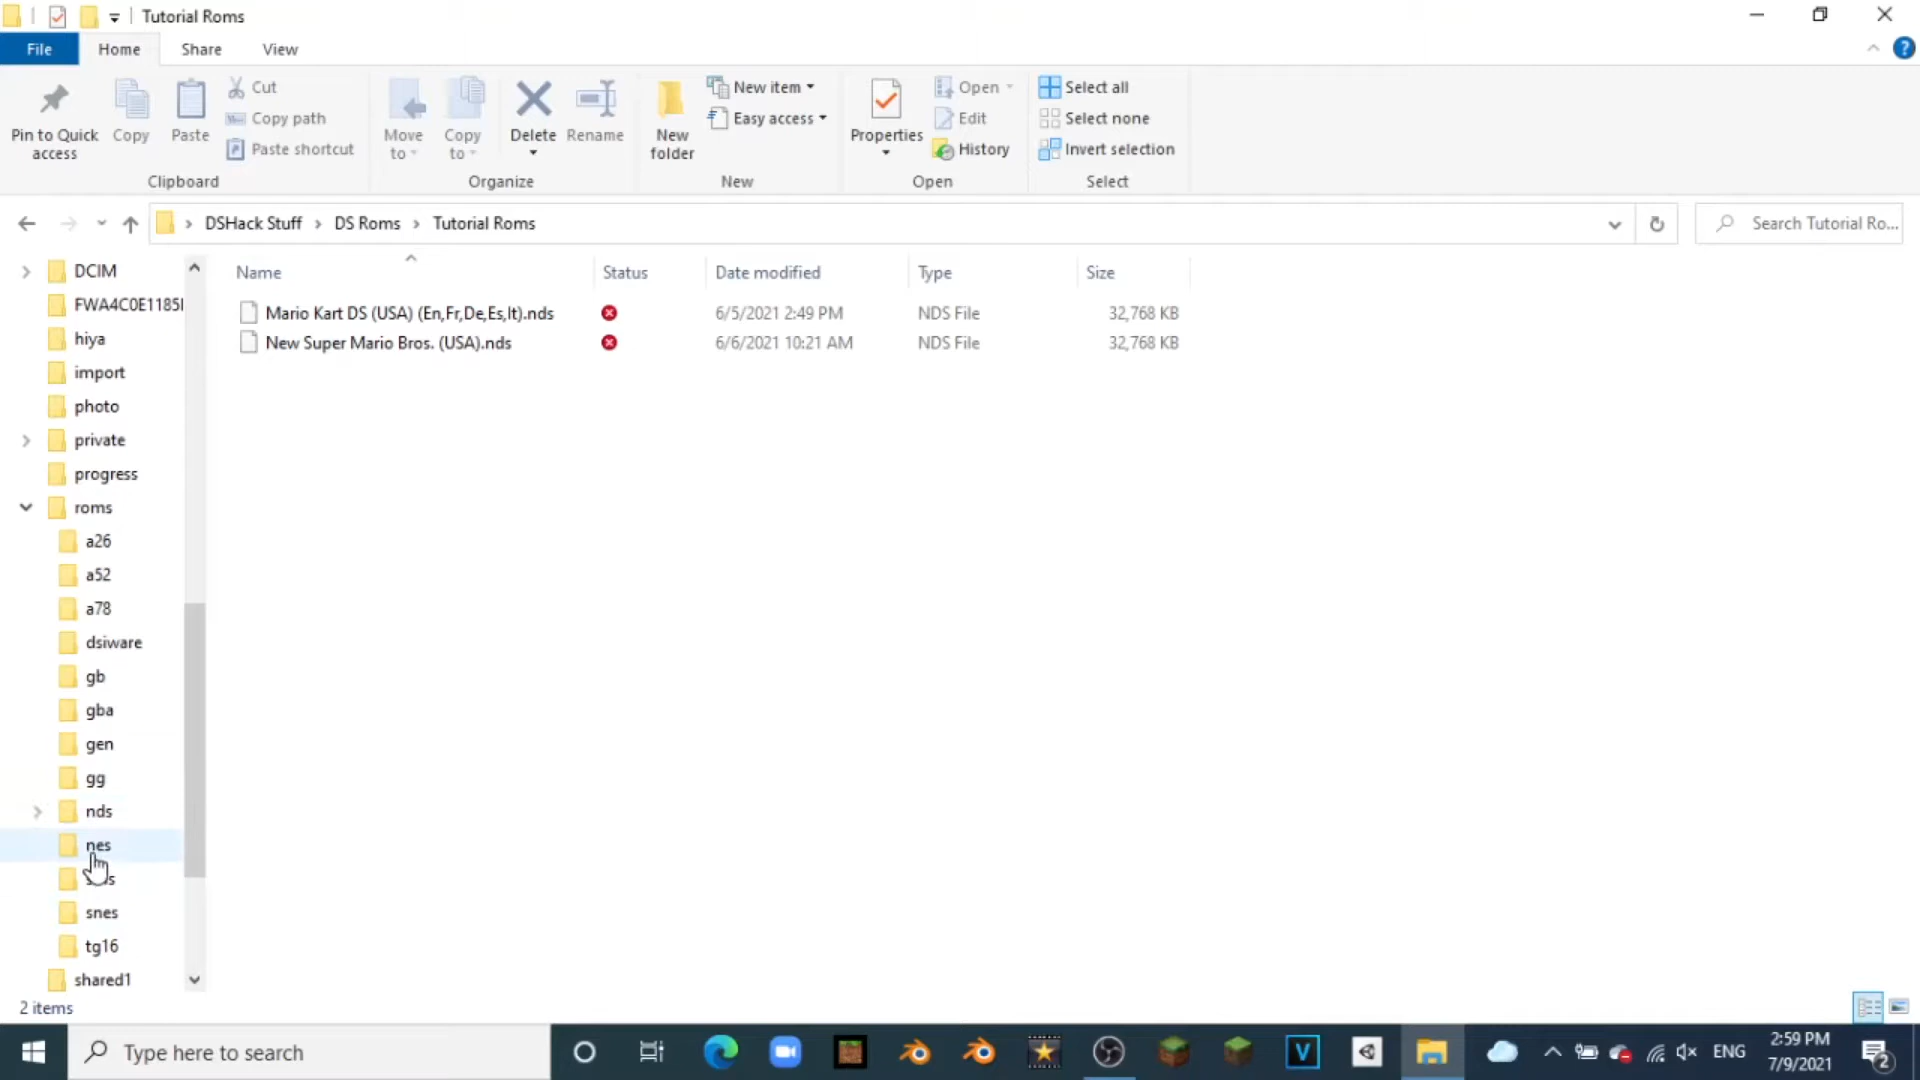 Tutorial Roms
File
Home
Share
View
Pin to Quick access
Copy
Paste
Cut
Copy path
Paste shortcut
Clipboard
Move to
Copy to
Delete
Rename
Organize
New folder
New item
Easy access
New
Properties
Open
Edit
History
Open
Select all
Select none
Invert selection
Select
DSHack Stuff > DS Roms > Tutorial Roms
Search Tutorial Ro...
Name Status Date modified Type Size
Mario Kart DS (USA) (En,Fr,De,Es,It).nds 6/5/2021 2:49 PM NDS File 32,768 KB
New Super Mario Bros. (USA).nds 6/6/2021 10:21 AM NDS File 32,768 KB
DCIM
FWA4C0E1185
hiya
import
photo
private
progress
roms
a26
a52
a78
dsiware
gb
gba
gen
gg
nds
nes
snes
tg16
shared1
2 items
Type here to search
V
ENG
2:59 PM
7/9/2021
2